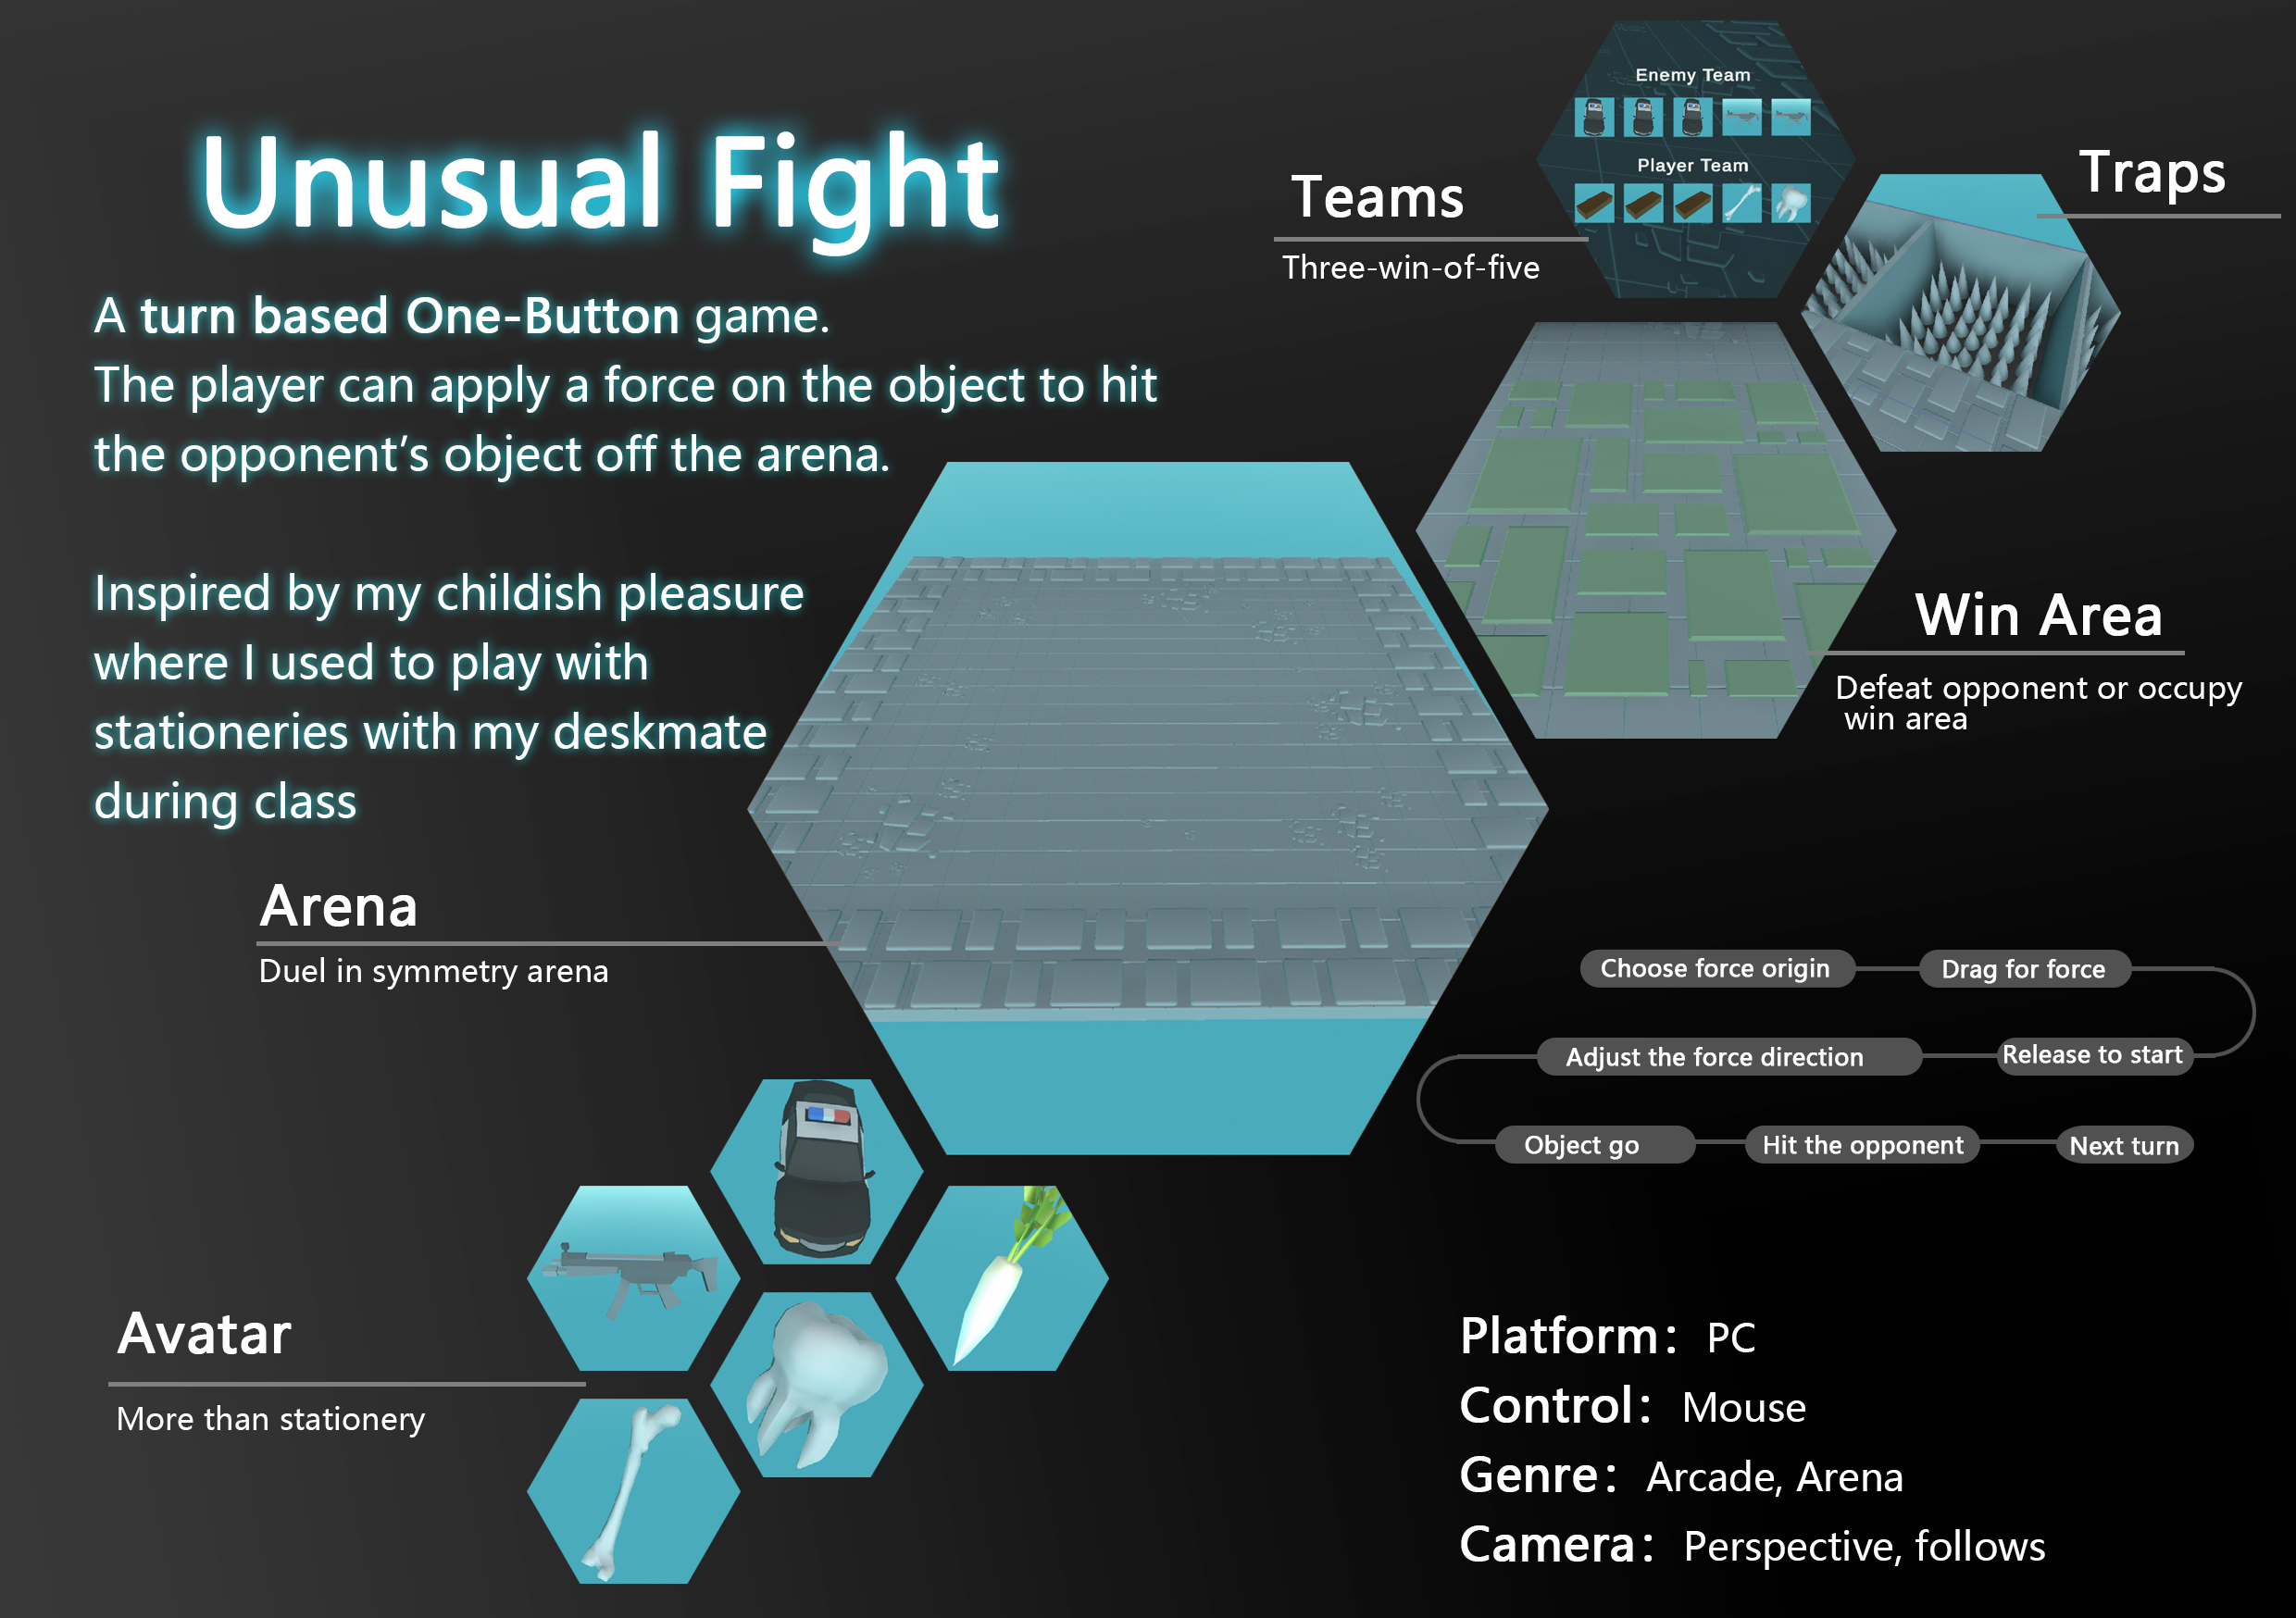 Unusual Fight
A turn based One-Button game.
The player can apply a force on the object to hit
the opponent’s object off the arena.
Inspired by my childish pleasure
where I used to play with
stationeries with my deskmate
during class
Enemy Team
Player Team
Teams
Three-win-of-five
Traps
Win Area
Defeat opponent or occupy
win area
Arena
Duel in symmetry arena
Choose force origin
Drag for force
Release to start
Adjust the force direction
Object go
Hit the opponent
Next turn
Avatar
More than stationery
Platform： PC
Control： Mouse
Genre： Arcade, Arena
Camera： Perspective, follows